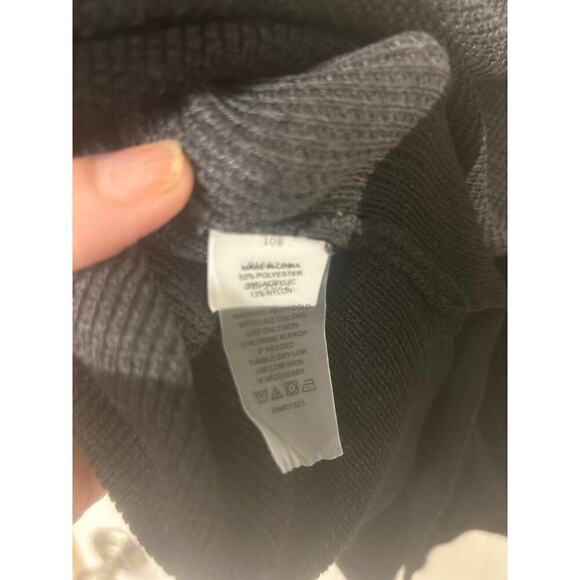 108
MADE IN CHINA
52% POLYESTER
ACRYLIC
13% NYLON
MACHINE WASH COLD
WITH LIKE COLORS
USE ONLY NON-
CHLORINE BLEACH
IF NEEDED
TUMBLE DRY LOW
USE LOW IRON
IF NECESSARY